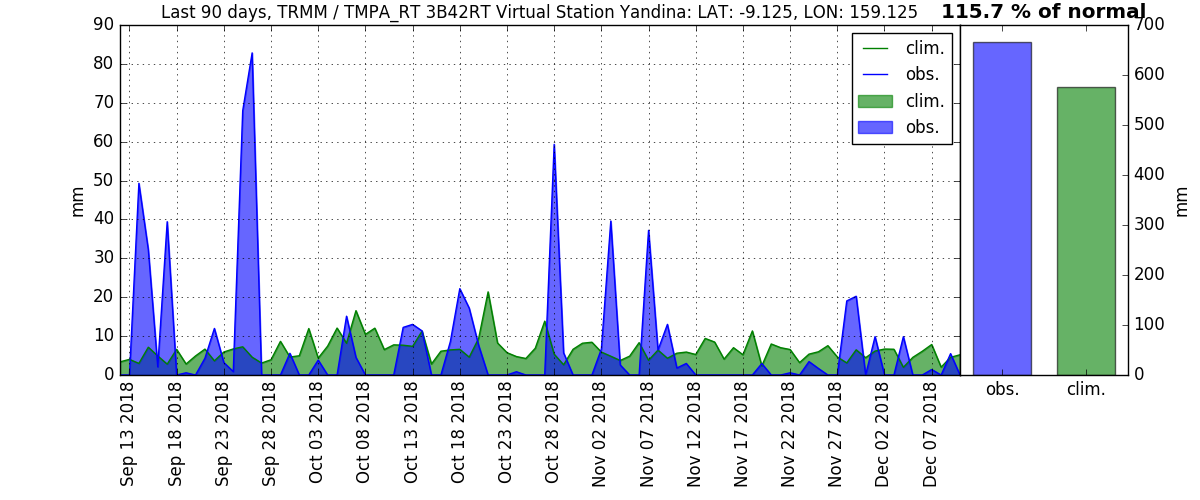 Last 90 days, TRMM / TMPA_RT 3B42RT Virtual Station Yandina: LAT: -9.125, LON: 159.125
115.7 % of normal
90
80
70
60
50
40
30
20
10
0
mm
clim.
obs.
clim.
obs.
Sep 13 2018
Sep 18 2018
Sep 23 2018
Sep 28 2018
Oct 03 2018
Oct 08 2018
Oct 13 2018
Oct 18 2018
Oct 23 2018
Oct 28 2018
Nov 02 2018
Nov 07 2018
Nov 12 2018
Nov 17 2018
Nov 22 2018
Nov 27 2018
Dec 02 2018
Dec 07 2018
700
600
500
400
300
200
100
0
mm
obs.
clim.